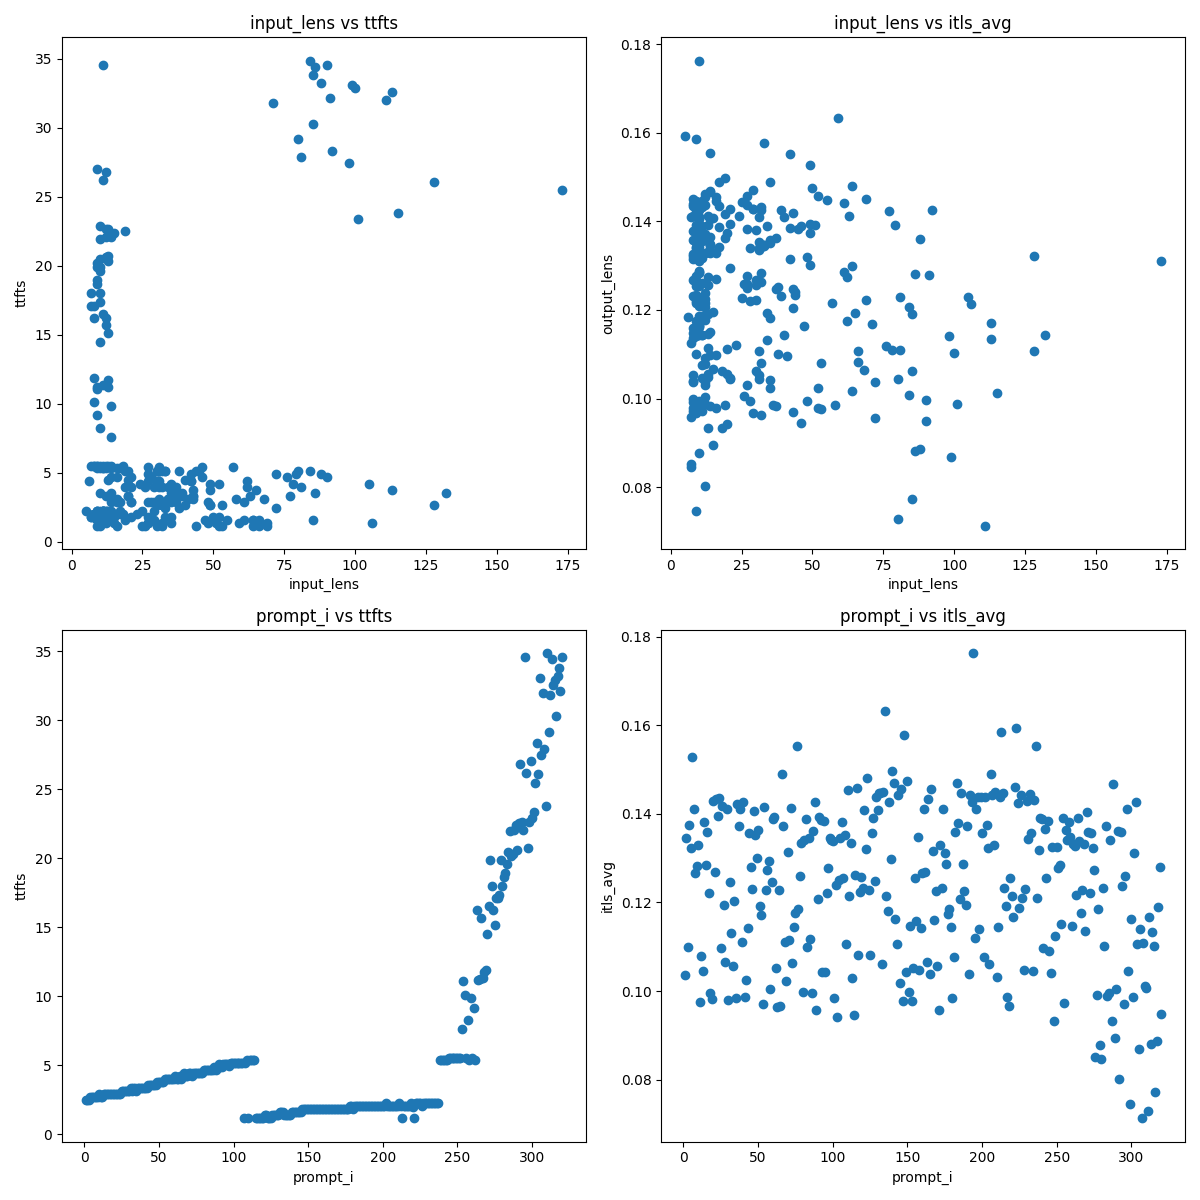 input_lens vs ttfts
35
30
25
20
15
10
5
0
ttfts
0 25 50 75 100 125 150 175
input_lens
input_lens vs itls_avg
0.18
0.16
0.14
0.12
0.10
0.08
output_lens
0 25 50 75 100 125 150 175
input_lens
prompt_i vs ttfts
35
30
25
20
15
10
5
0
ttfts
0 50 100 150 200 250 300
prompt_i
prompt_i vs itls_avg
0.18
0.16
0.14
0.12
0.10
0.08
itls_avg
0 50 100 150 200 250 300
prompt_i